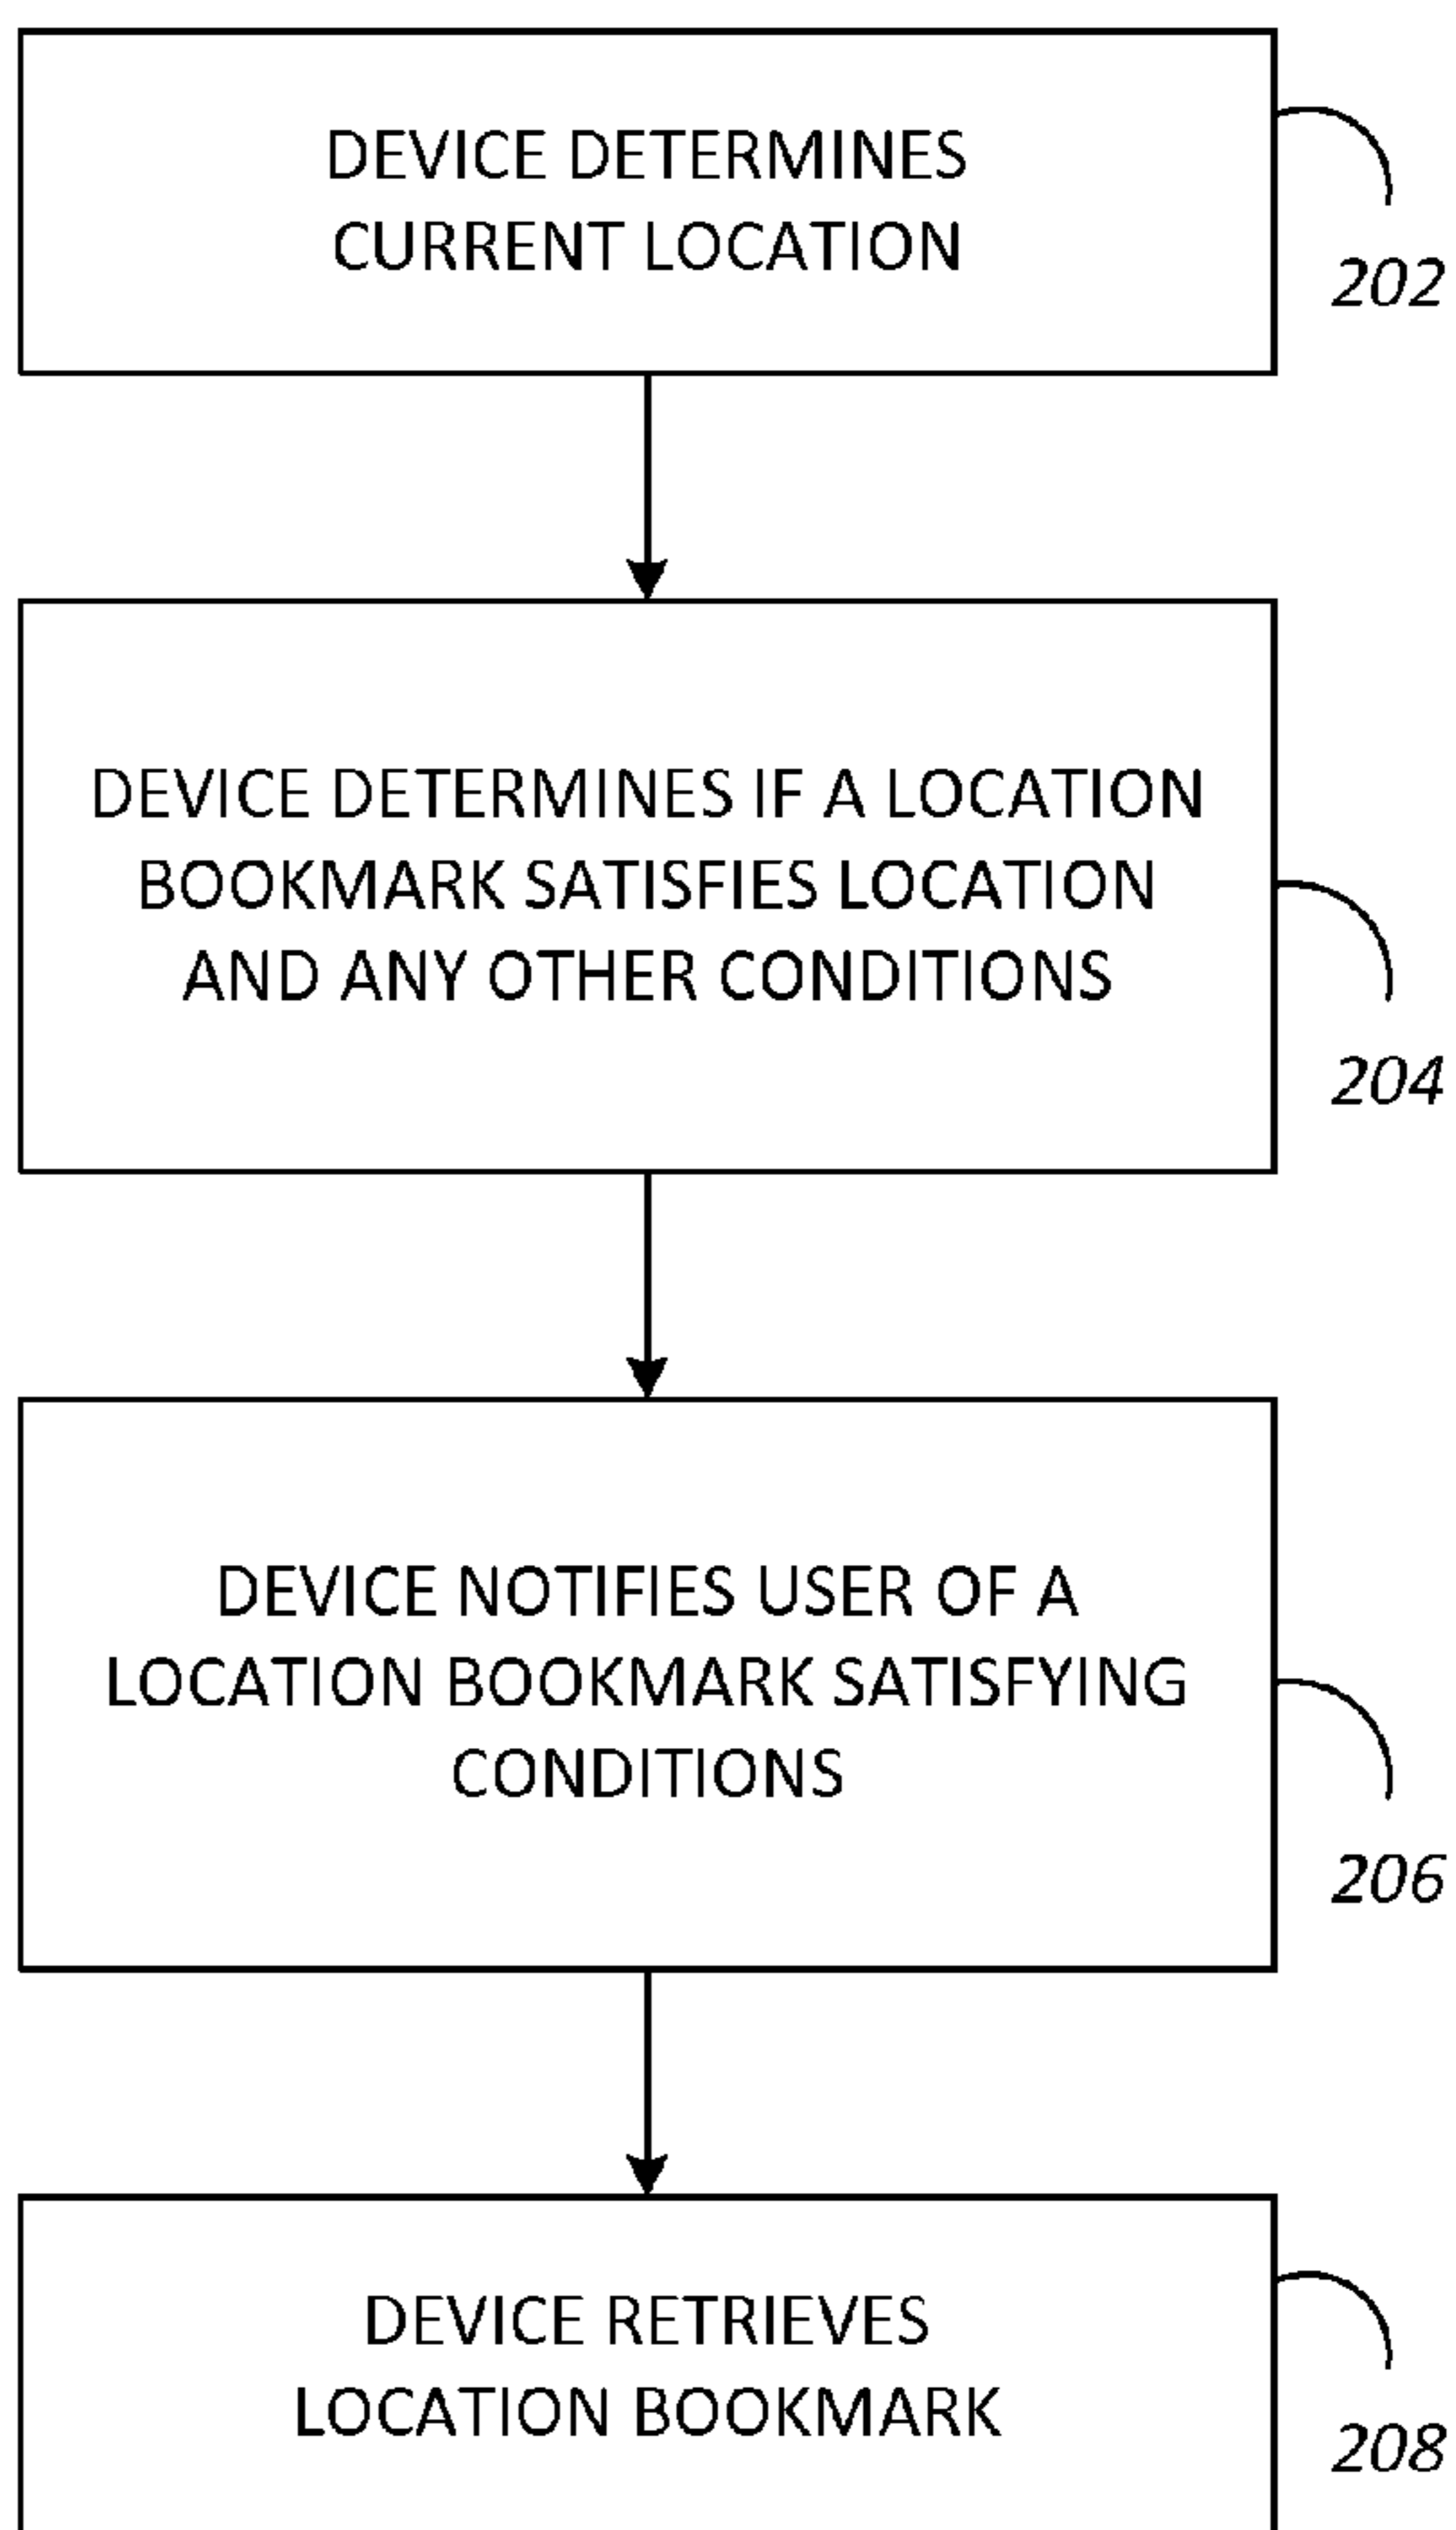 DEVICE DETERMINES
CURRENT LOCATION
202
DEVICE DETERMINES IF A LOCATION
BOOKMARK SATISFIES LOCATION
AND ANY OTHER CONDITIONS
204
DEVICE NOTIFIES USER OF A
LOCATION BOOKMARK SATISFYING
CONDITIONS
206
DEVICE RETRIEVES
LOCATION BOOKMARK
208